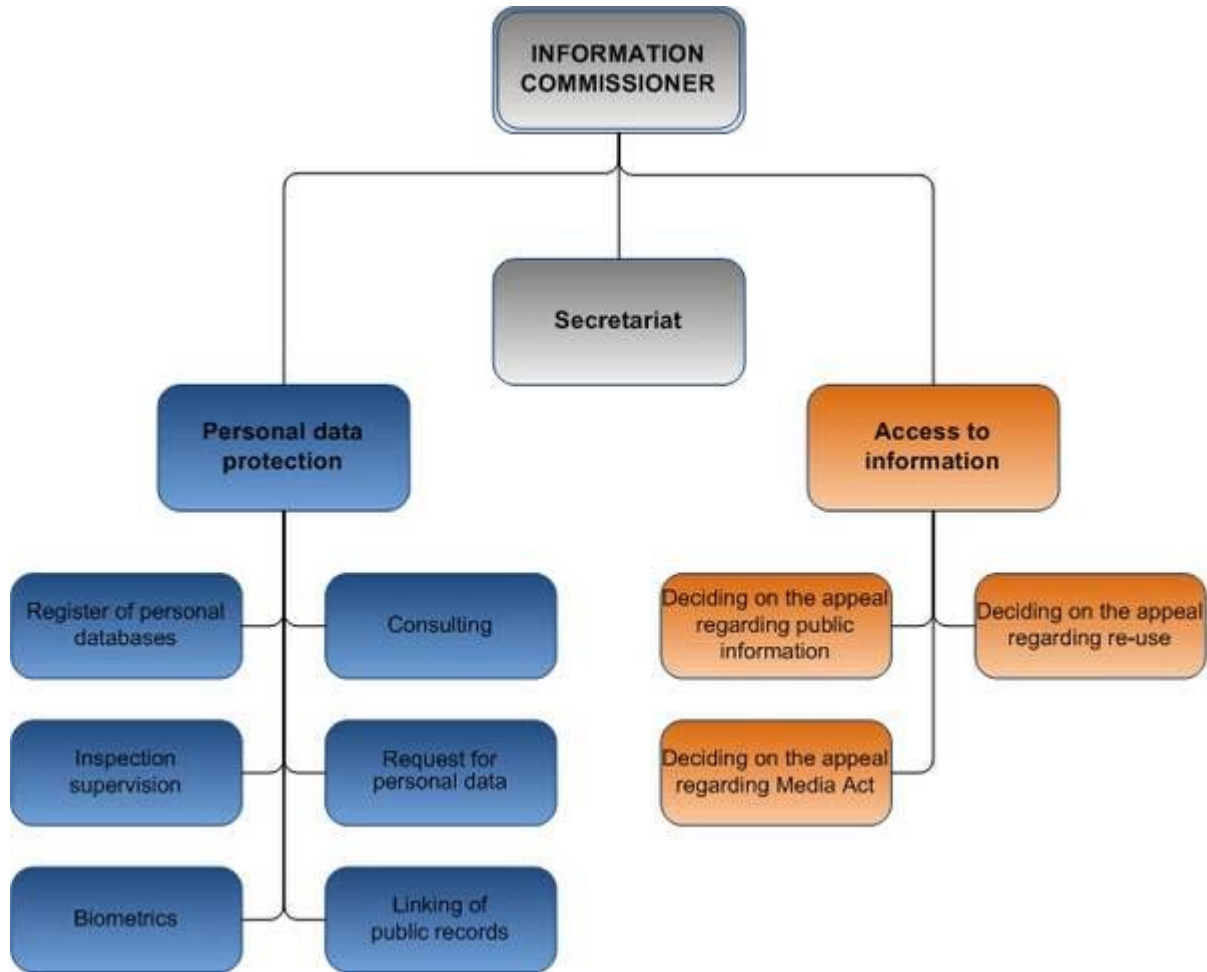 INFORMATION
COMMISSIONER
Secretariat
Personal data
protection
Access to
information
Register of personal
databases
Consulting
Deciding on the appeal
regarding public
information
Deciding on the appeal
regarding re-use
Inspection
supervision
Request for
personal data
Deciding on the appeal
regarding Media Act
Biometrics
Linking of
public records